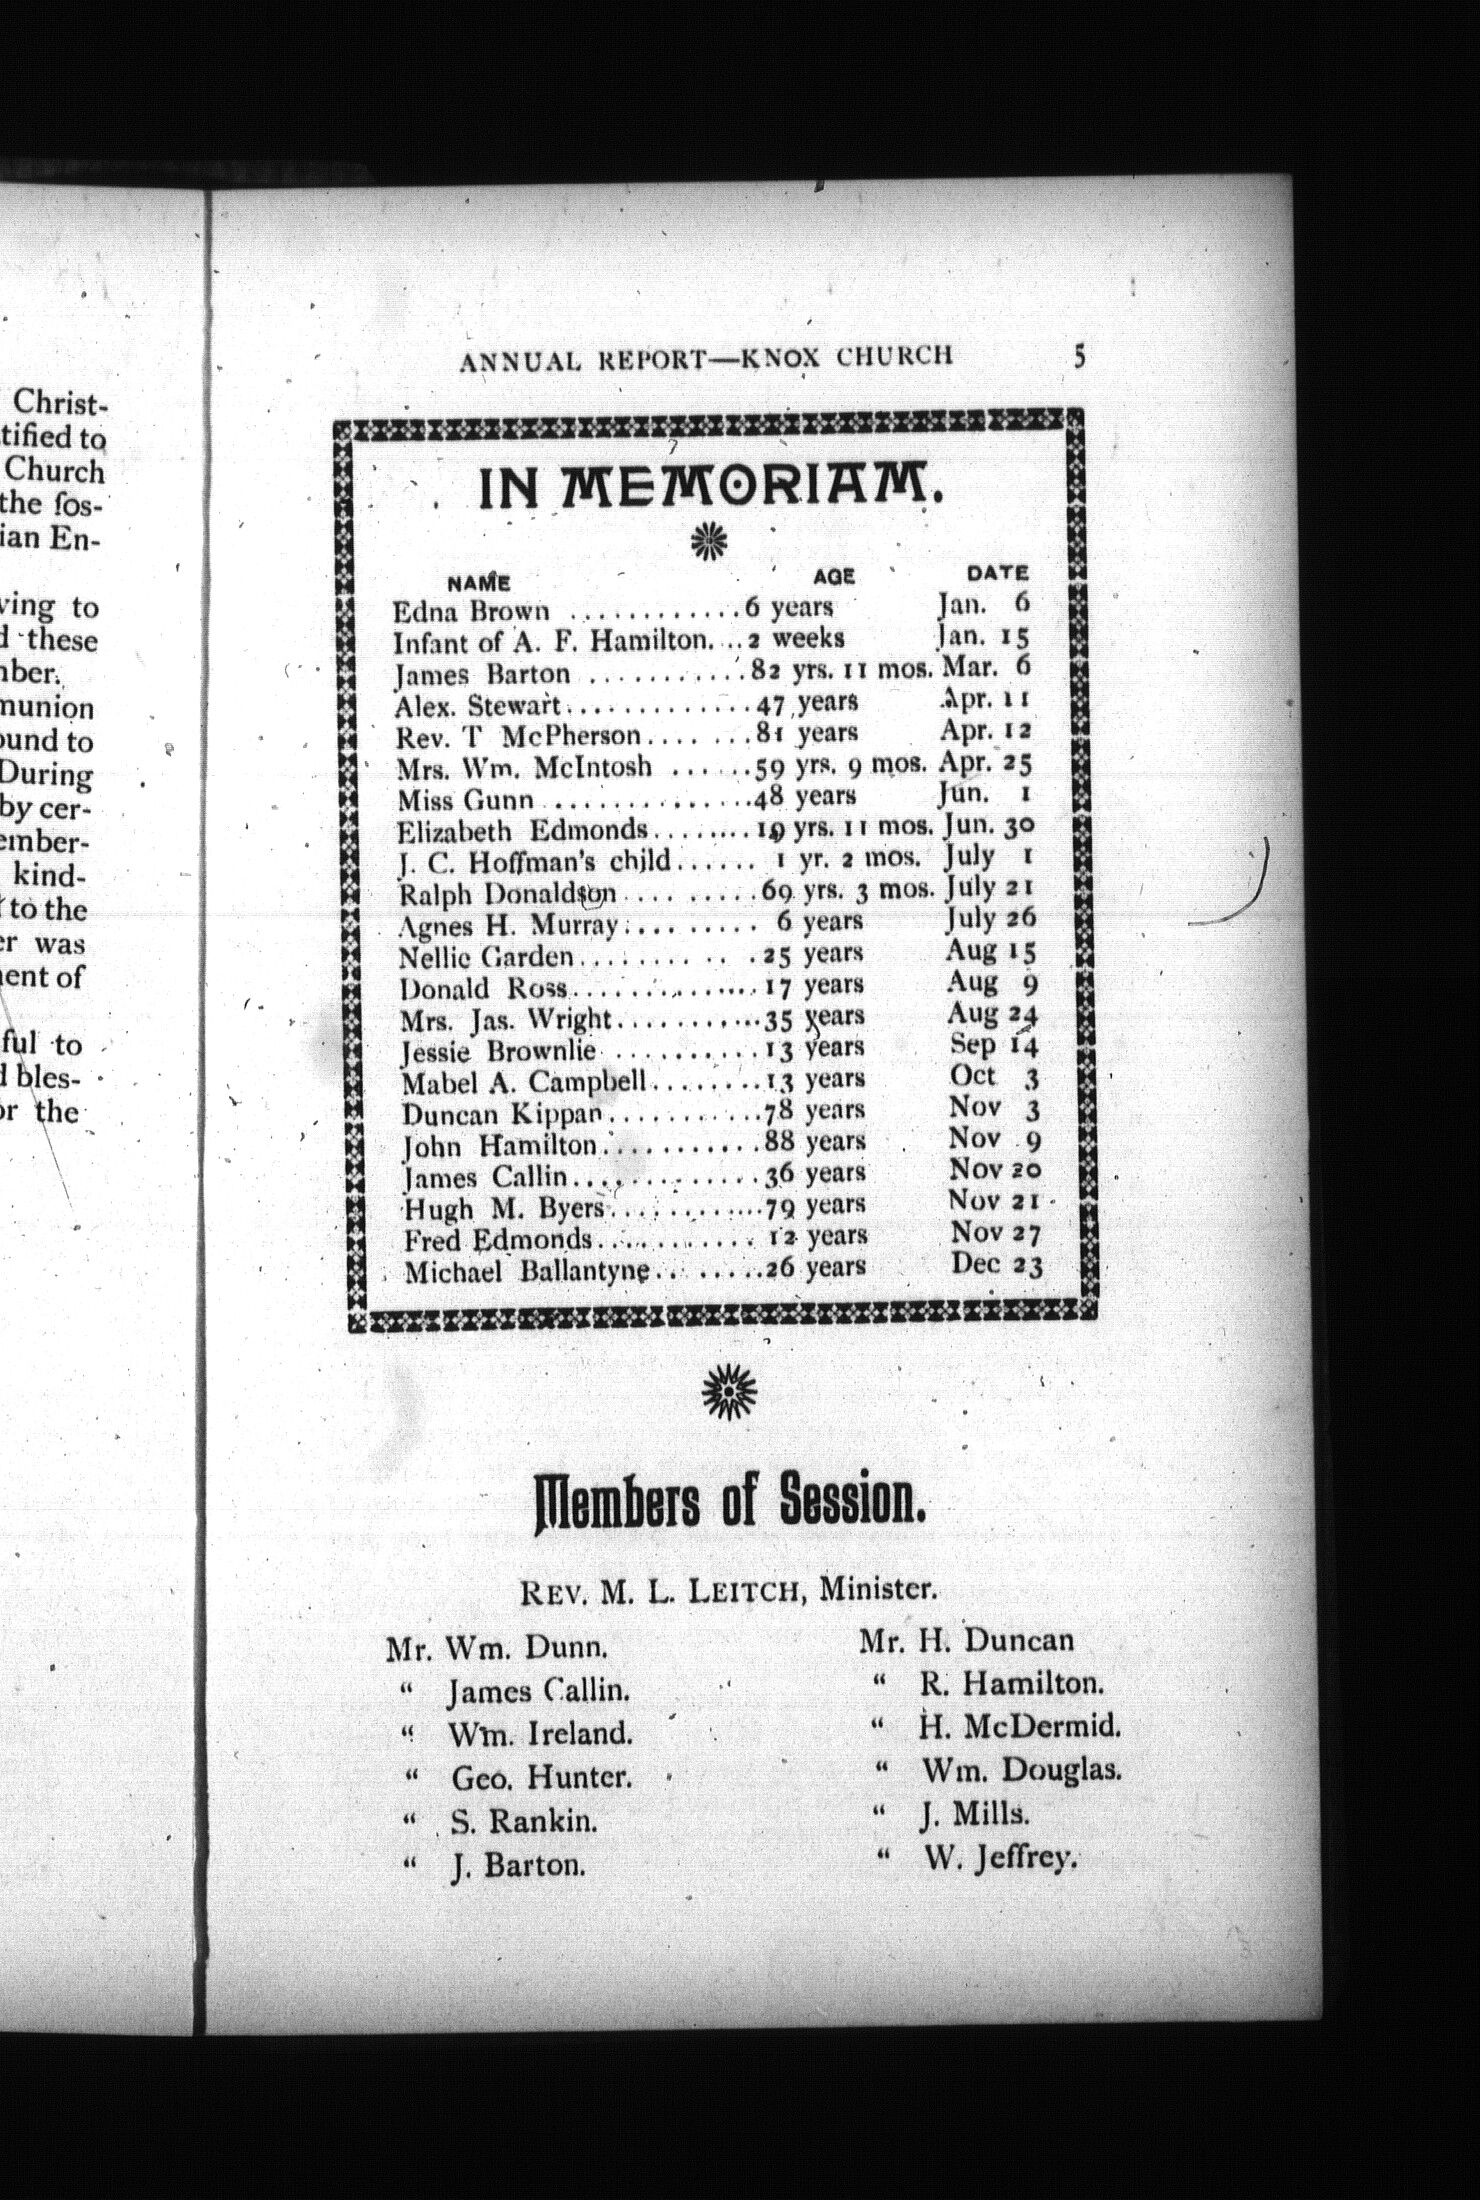 Christ-
tified to
Church
the fos-
ian En-
ving to
d these
mber.
munion
ound to
During
by cer-
ember-
kind-
to the
er was
nent of
ful to
d bles-
or the
ANNUAL REPORT—KNOX CHURCH 5
IN MEMORIAM.
NAME AGE DATE
Edna Brown ............6 years Jan. 6
Infant of A. F. Hamilton. ..2 weeks Jan. 15
James Barton ...........82 yrs. 11 mos. Mar. 6
Alex. Stewart.............47 years Apr. 11
Rev. T McPherson........81 years Apr. 12
Mrs. Wm. McIntosh ......59 yrs. 9 mos. Apr. 25
Miss Gunn ..............48 years Jun. 1
Elizabeth Edmonds........19 yrs. 11 mos. Jun. 30
J. C. Hoffman's child...... 1 yr. 2 mos. July 1
Ralph Donaldson .........69 yrs. 3 mos. July 21
Agnes H. Murray.......... 6 years July 26
Nellie Garden...........25 years Aug 15
Donald Ross.............17 years Aug 9
Mrs. Jas. Wright...........35 years Aug 24
Jessie Brownlie ...........13 years Sep 14
Mabel A. Campbell........13 years Oct 3
Duncan Kippan...........78 years Nov 3
John Hamilton...........88 years Nov 9
James Callin.............36 years Nov 20
Hugh M. Byers............79 years Nov 21
Fred Edmonds............ 12 years Nov 27
Michael Ballantyne.. ......26 years Dec 23
Members of Session.
REV. M. L. LEITCH, Minister.
Mr. Wm. Dunn. Mr. H. Duncan
“ James Callin. “ R. Hamilton.
“ Wm. Ireland. “ H. McDermid.
“ Geo. Hunter. “ Wm. Douglas.
“ S. Rankin. “ J. Mills.
“ J. Barton. “ W. Jeffrey.